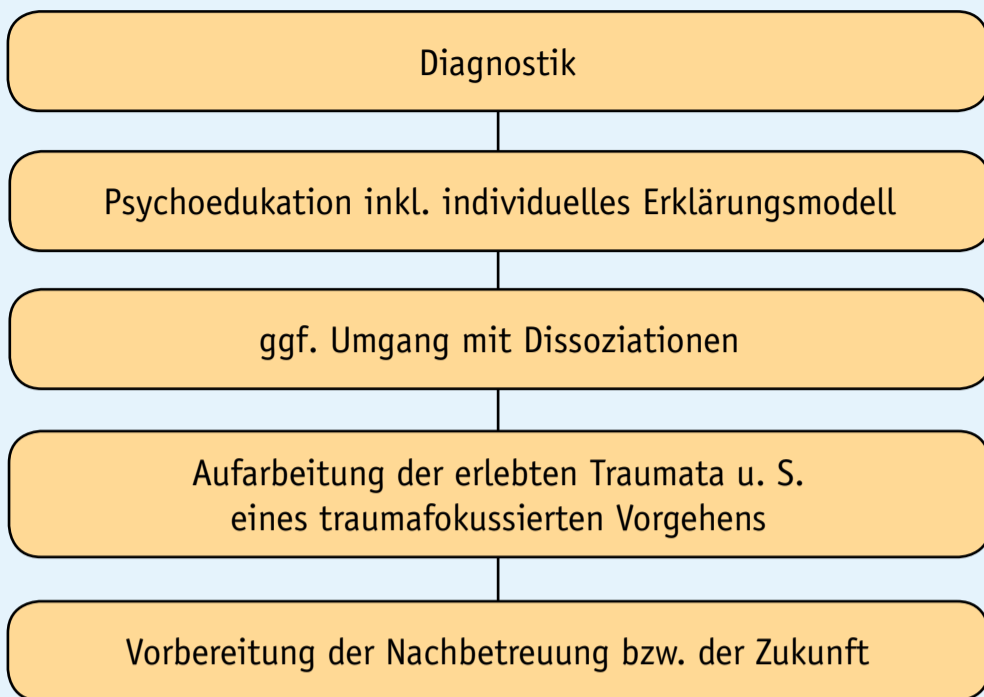 Diagnostik
Psychoedukation inkl. individuelles Erklärungsmodell
ggf. Umgang mit Dissoziationen
Aufarbeitung der erlebten Traumata u. S.
eines traumafokussierten Vorgehens
Vorbereitung der Nachbetreuung bzw. der Zukunft